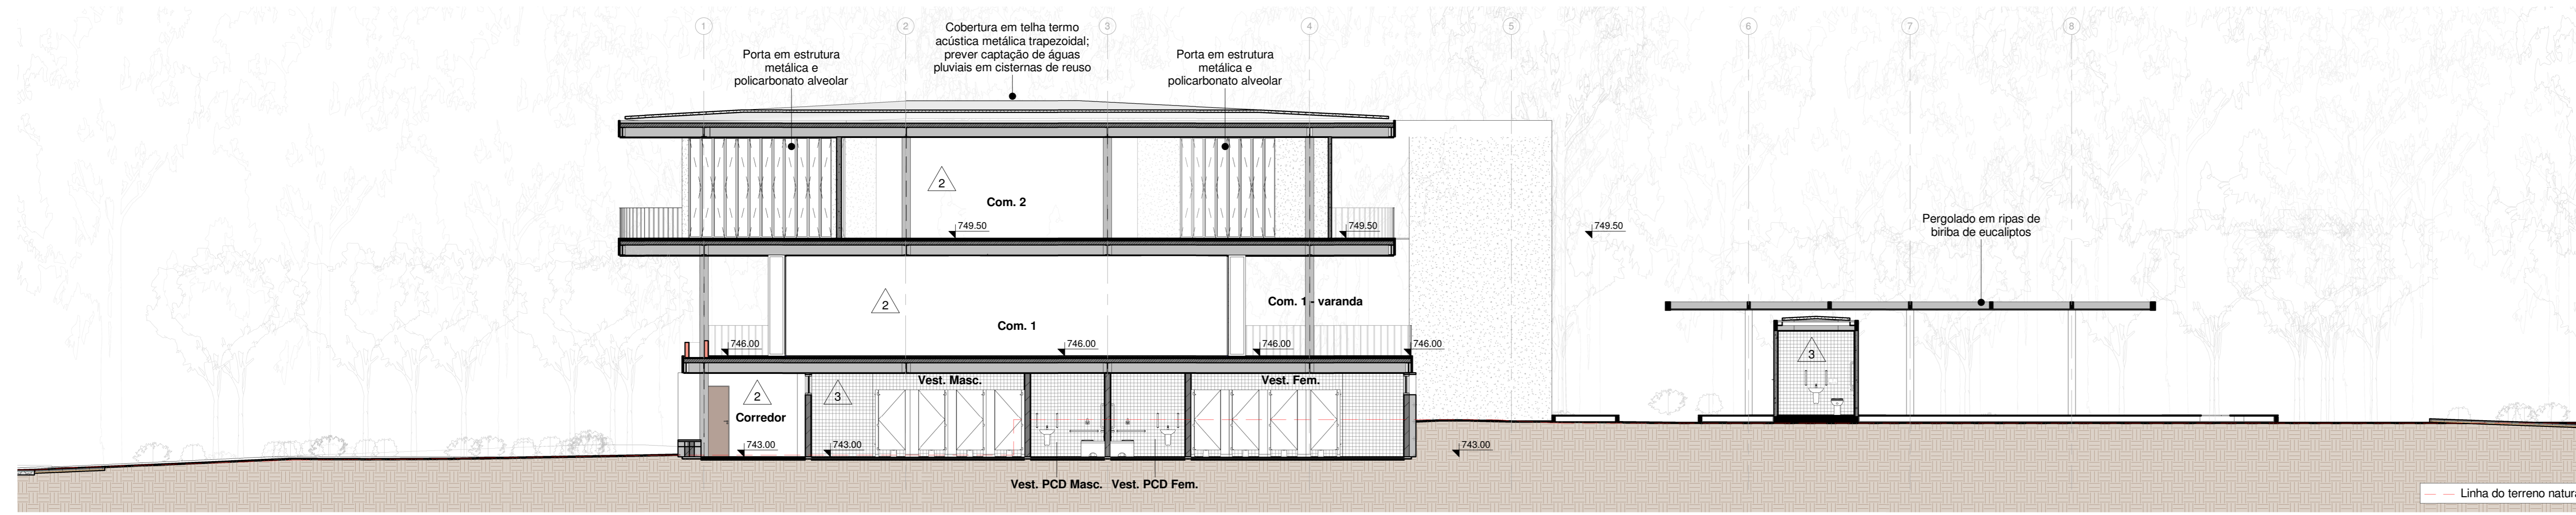 1
2
3
4
5
6
7
8
Cobertura em telha termo
acústica metálica trapezoidal;
prever captação de águas
pluviais em cisternas de reuso
Porta em estrutura
metálica e
policarbonato alveolar
Porta em estrutura
metálica e
policarbonato alveolar
2
Com. 2
749.50
749.50
749.50
Pergolado em ripas de
biriba de eucaliptos
2
Com. 1 - varanda
Com. 1
746.00
746.00
746.00
746.00
3
Vest. Masc.
Vest. Fem.
2
3
Corredor
743.00
743.00
743.00
Vest. PCD Masc.
Vest. PCD Fem.
Linha do terreno natura